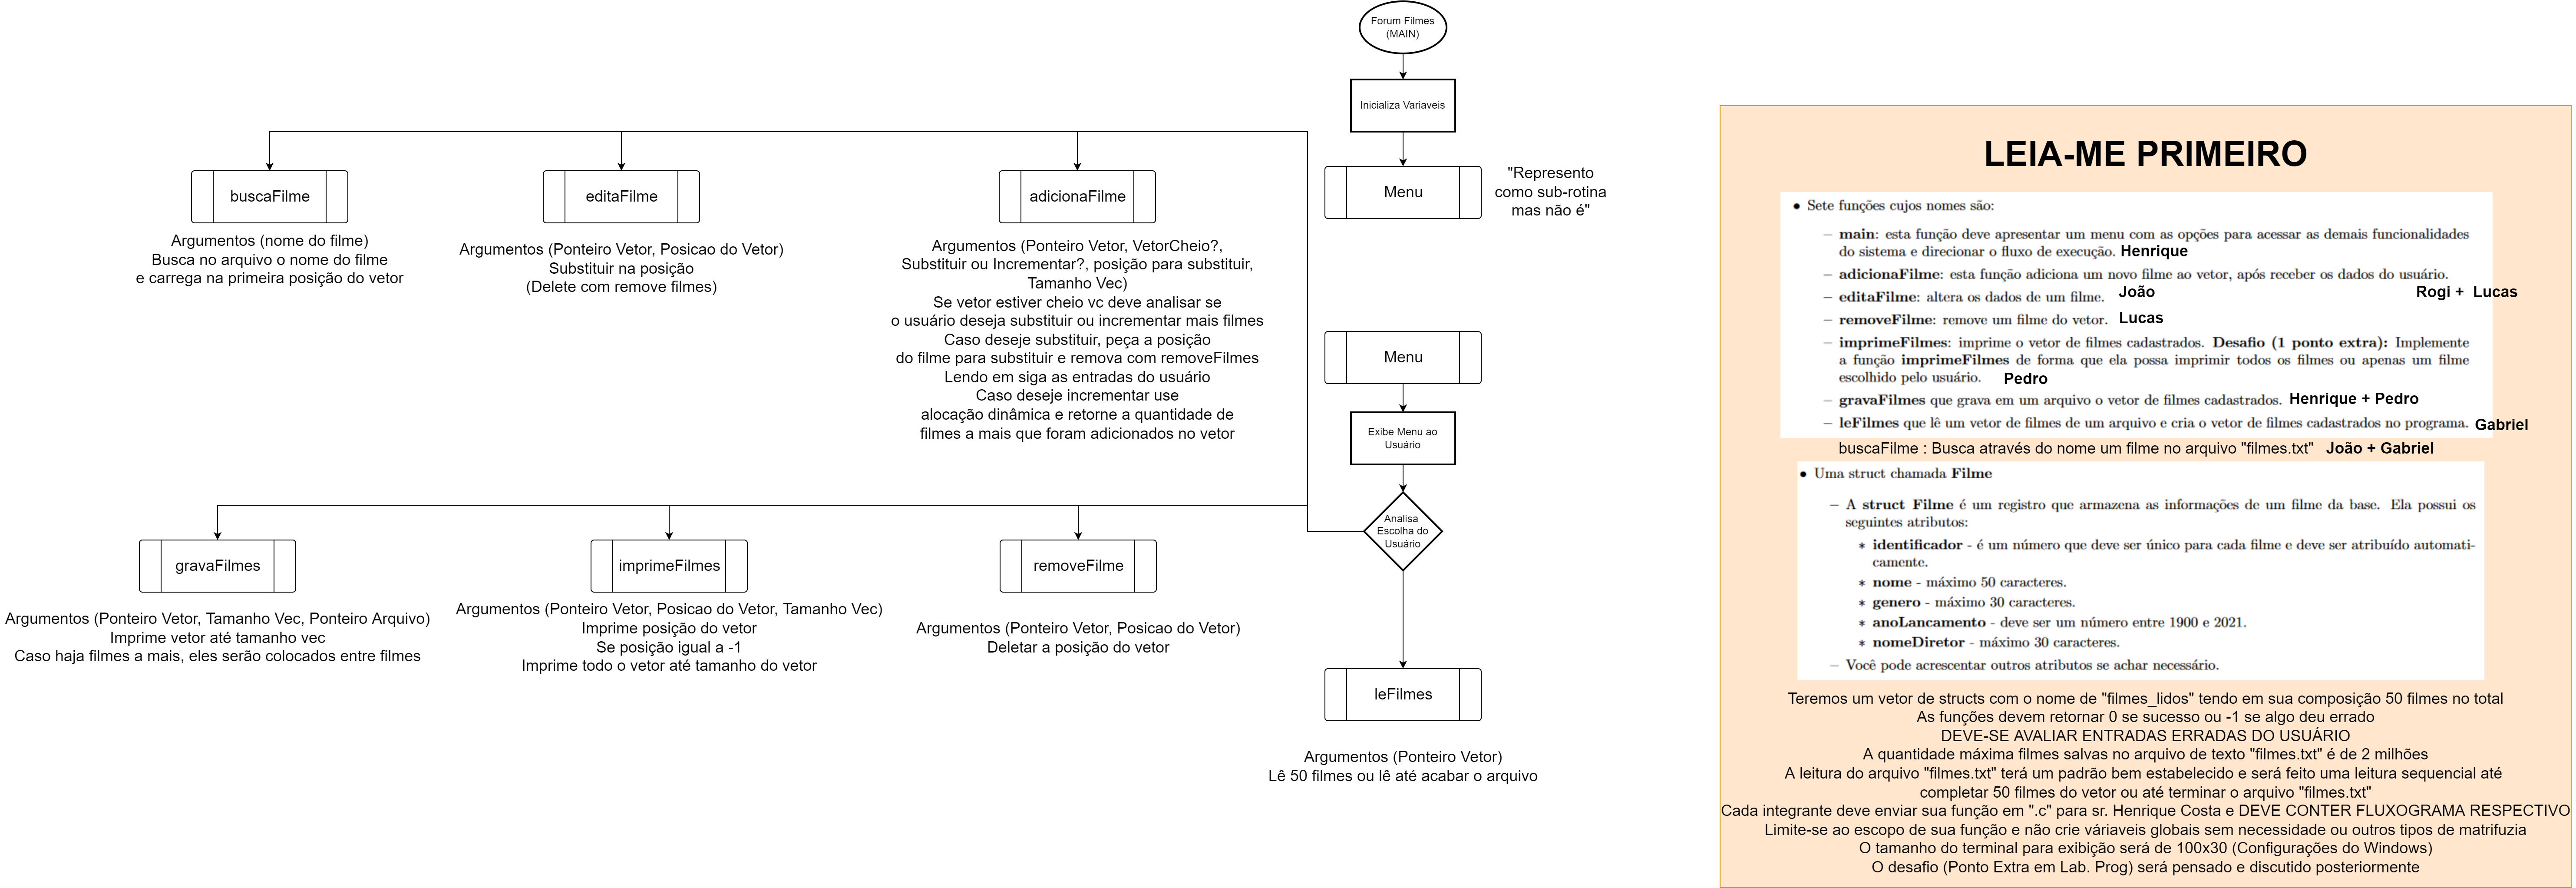 Forum Filmes
(MAIN)
Inicializa Variaveis
Menu
"Represento
como sub-rotina
mas não é"
buscaFilme
Argumentos (nome do filme)
Busca no arquivo o nome do filme
e carrega na primeira posição do vetor
editaFilme
Argumentos (Ponteiro Vetor, Posicao do Vetor)
Substituir na posição
(Delete com remove filmes)
adicionaFilme
Argumentos (Ponteiro Vetor, VetorCheio?,
Substituir ou Incrementar?, posição para substituir,
Tamanho Vec)
Se vetor estiver cheio vc deve analisar se
o usuário deseja substituir ou incrementar mais filmes
Caso deseje substituir, peça a posição
do filme para substituir e remova com removeFilmes
Lendo em siga as entradas do usuário
Caso deseje incrementar use
alocação dinâmica e retorne a quantidade de
filmes a mais que foram adicionados no vetor
Menu
Exibe Menu ao
Usuário
Analisa
Escolha do
Usuário
gravaFilmes
Argumentos (Ponteiro Vetor, Tamanho Vec, Ponteiro Arquivo)
Imprime vetor até tamanho vec
Caso haja filmes a mais, eles serão colocados entre filmes
imprimeFilmes
Argumentos (Ponteiro Vetor, Posicao do Vetor, Tamanho Vec)
Imprime posição do vetor
Se posição igual a -1
Imprime todo o vetor até tamanho do vetor
removeFilme
Argumentos (Ponteiro Vetor, Posicao do Vetor)
Deletar a posição do vetor
leFilmes
Argumentos (Ponteiro Vetor)
Lê 50 filmes ou lê até acabar o arquivo
LEIA-ME PRIMEIRO
• Sete funções cujos nomes são:
– main: esta função deve apresentar um menu com as opções para acessar as demais funcionalidades
do sistema e direcionar o fluxo de execução. Henrique
– adicionaFilme: esta função adiciona um novo filme ao vetor, após receber os dados do usuário.
Rogi + Lucas
– editaFilme: altera os dados de um filme. João
– removeFilme: remove um filme do vetor. Lucas
– imprimeFilmes: imprime o vetor de filmes cadastrados. Desafio (1 ponto extra): Implemente
a função imprimeFilmes de forma que ela possa imprimir todos os filmes ou apenas um filme
escolhido pelo usuário. Pedro
– gravaFilmes que grava em um arquivo o vetor de filmes cadastrados. Henrique + Pedro
– leFilmes que lê um vetor de filmes de um arquivo e cria o vetor de filmes cadastrados no programa. Gabriel
buscaFilme : Busca através do nome um filme no arquivo "filmes.txt" João + Gabriel
• Uma struct chamada Filme
– A struct Filme é um registro que armazena as informações de um filme da base. Ela possui os
seguintes atributos:
* identificador - é um número que deve ser único para cada filme e deve ser atribuído automati-
camente.
* nome - máximo 50 caracteres.
* genero - máximo 30 caracteres.
* anoLancamento - deve ser um número entre 1900 e 2021.
* nomeDiretor - máximo 30 caracteres.
– Você pode acrescentar outros atributos se achar necessário.
Teremos um vetor de structs com o nome de "filmes_lidos" tendo em sua composição 50 filmes no total
As funções devem retornar 0 se sucesso ou -1 se algo deu errado
DEVE-SE AVALIAR ENTRADAS ERRADAS DO USUÁRIO
A quantidade máxima filmes salvas no arquivo de texto "filmes.txt" é de 2 milhões
A leitura do arquivo "filmes.txt" terá um padrão bem estabelecido e será feito uma leitura sequencial até
completar 50 filmes do vetor ou até terminar o arquivo "filmes.txt"
Cada integrante deve enviar sua função em ".c" para sr. Henrique Costa e DEVE CONTER FLUXOGRAMA RESPECTIVO
Limite-se ao escopo de sua função e não crie váriaveis globais sem necessidade ou outros tipos de matrifuzia
O tamanho do terminal para exibição será de 100x30 (Configurações do Windows)
O desafio (Ponto Extra em Lab. Prog) será pensado e discutido posteriormente